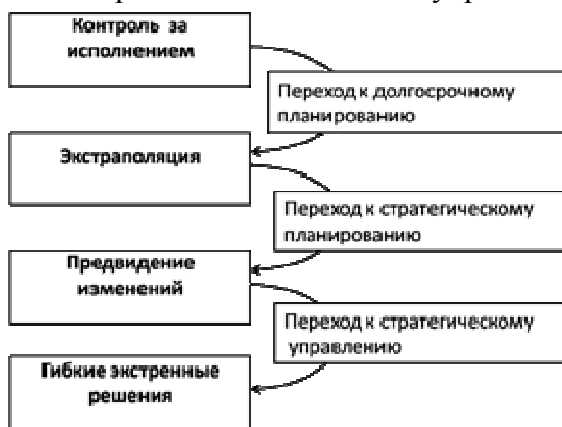 Контроль за
исполнением
Переход к долгосрочному
планированию
Экстраполяция
Переход к стратегическому
планированию
Предвидение
изменений
Переход к стратегическому
управлению
Гибкие экстренные
решения